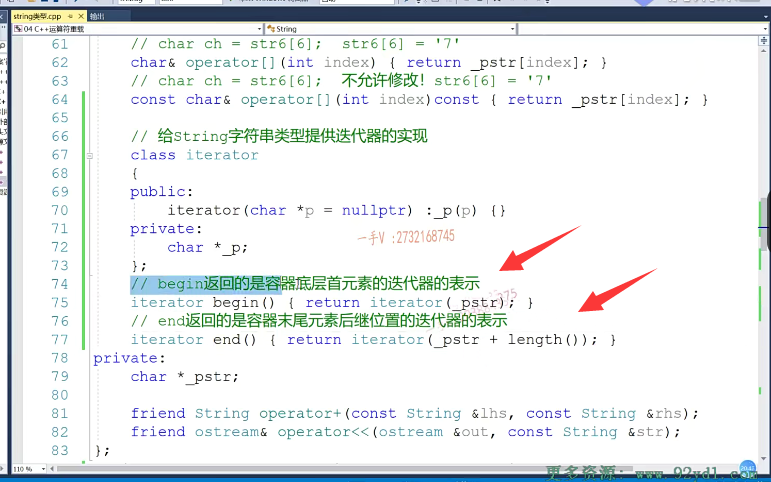 string类型.cpp 输出
04 C++运算符重载 String
61 // char ch = str6[6]; str6[6] = '7'
62 char& operator[](int index) { return _pstr[index]; }
63 // char ch = str6[6]; 不允许修改! str6[6] = '7'
64 const char& operator[](int index)const { return _pstr[index]; }
65
66 // 给String字符串类型提供迭代器的实现
67 class iterator
68 {
69 public:
70 iterator(char *p = nullptr) :_p(p) {}
71 private:
72 char *_p;
73 };
74 // begin返回的是容器底层首元素的迭代器的表示
75 iterator begin() { return iterator(_pstr); }
76 // end返回的是容器末尾元素后继位置的迭代器的表示
77 iterator end() { return iterator(_pstr + length()); }
78 private:
79 char *_pstr;
80
81 friend String operator+(const String &lhs, const String &rhs);
82 friend ostream& operator<<(ostream &out, const String &str);
83 };
一手V :2732168745
110 %
更多资源: www.92yd1.com
20:42